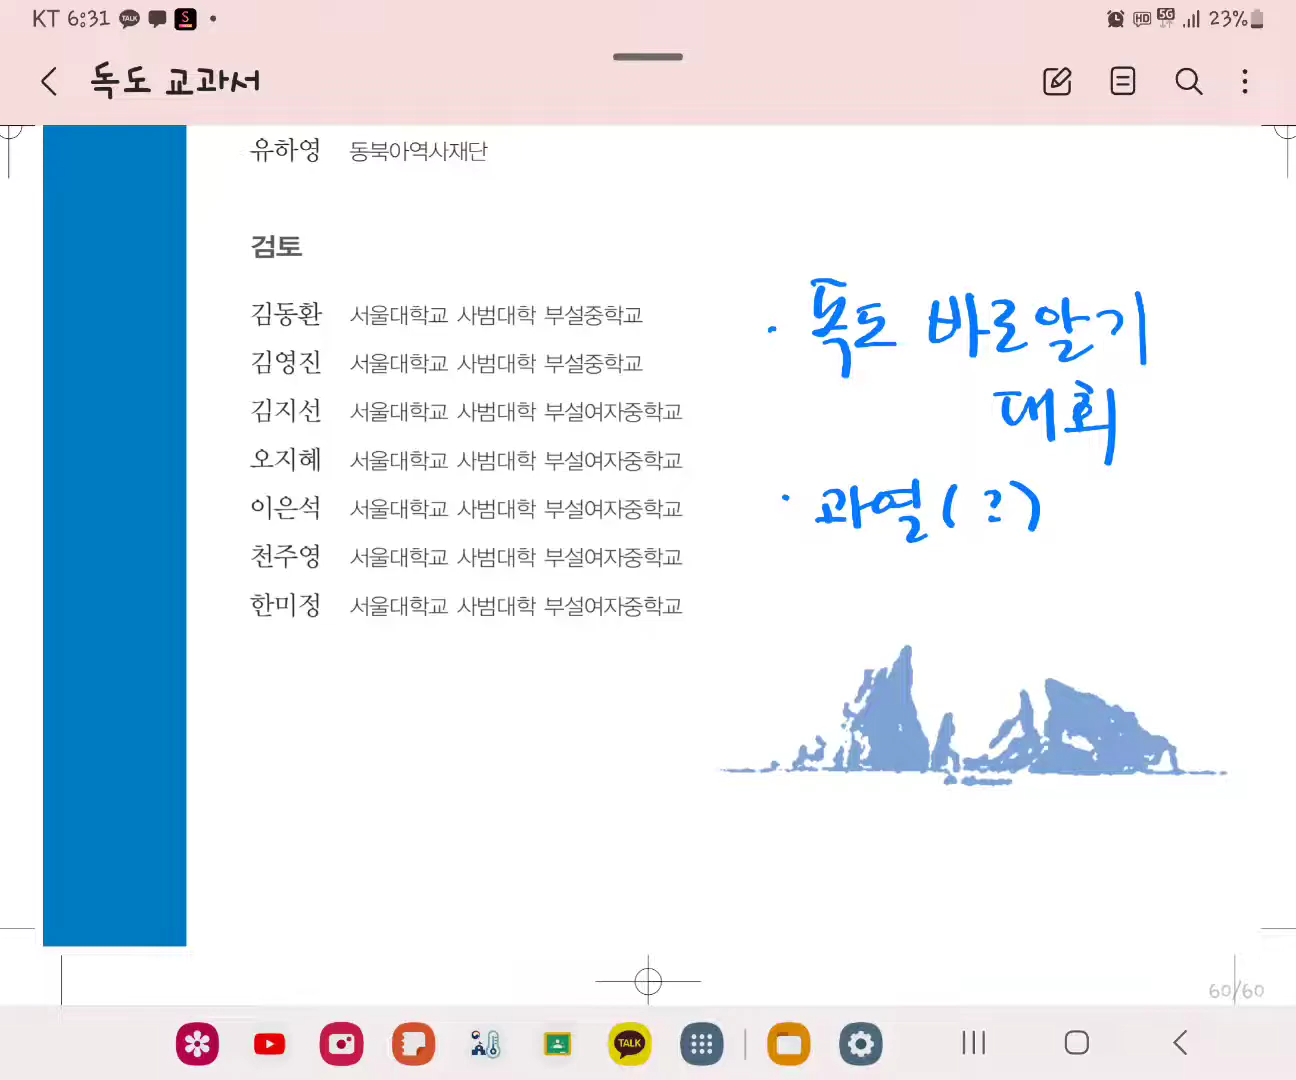 KT 6:31 TALK S HD 5G 23%
독도 교과서
유하영 동북아역사재단
검토
김동환 서울대학교 사범대학 부설중학교
김영진 서울대학교 사범대학 부설중학교
김지선 서울대학교 사범대학 부설여자중학교
오지혜 서울대학교 사범대학 부설여자중학교
이은석 서울대학교 사범대학 부설여자중학교
천주영 서울대학교 사범대학 부설여자중학교
한미정 서울대학교 사범대학 부설여자중학교
· 독도 바로알기
대회
· 과열(?)
60/60
TALK